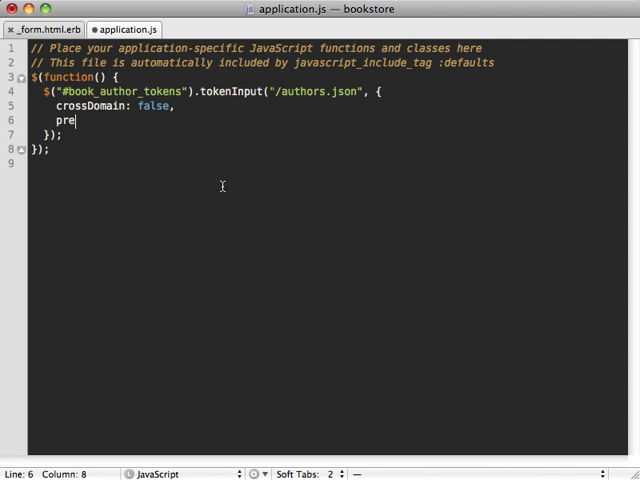 application.js — bookstore
_form.html.erb
application.js
1 // Place your application-specific JavaScript functions and classes here
2 // This file is automatically included by javascript_include_tag :defaults
3 $(function() {
4 $("#book_author_tokens").tokenInput("/authors.json", {
5 crossDomain: false,
6 pre
7 });
8 });
9
Line: 6 Column: 8 JavaScript Soft Tabs: 2 —